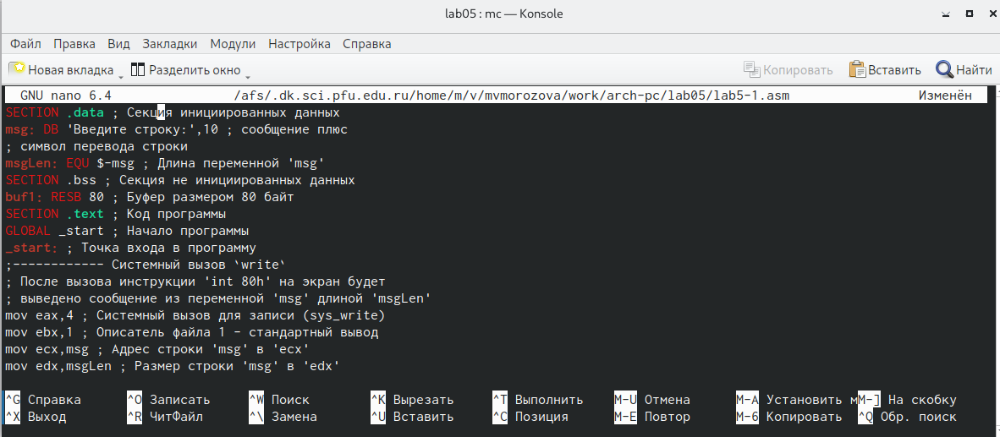 lab05 : mc — Konsole
Файл Правка Вид Закладки Модули Настройка Справка
Новая вкладка Разделить окно Копировать Вставить Найти
GNU nano 6.4 /afs/.dk.sci.pfu.edu.ru/home/m/v/mvmorozova/work/arch-pc/lab05/lab5-1.asm Изменён
SECTION .data ; Секция инициированных данных
msg: DB 'Введите строку:',10 ; сообщение плюс
; символ перевода строки
msgLen: EQU $-msg ; Длина переменной 'msg'
SECTION .bss ; Секция не инициированных данных
buf1: RESB 80 ; Буфер размером 80 байт
SECTION .text ; Код программы
GLOBAL _start ; Начало программы
_start: ; Точка входа в программу
;------------ Системный вызов `write`
; После вызова инструкции 'int 80h' на экран будет
; выведено сообщение из переменной 'msg' длиной 'msgLen'
mov eax,4 ; Системный вызов для записи (sys_write)
mov ebx,1 ; Описатель файла 1 - стандартный вывод
mov ecx,msg ; Адрес строки 'msg' в 'ecx'
mov edx,msgLen ; Размер строки 'msg' в 'edx'
^G Справка ^O Записать ^W Поиск ^K Вырезать ^T Выполнить M-U Отмена M-A Установить м M-] На скобку
^X Выход ^R ЧитФайл ^\ Замена ^U Вставить ^C Позиция M-E Повтор M-6 Копировать ^Q Обр. поиск